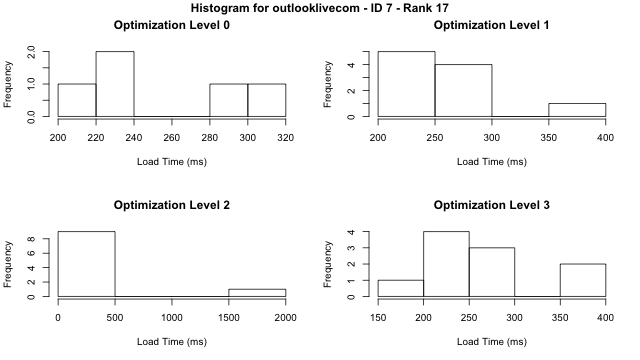 Histogram for outlooklivecom - ID 7 - Rank 17
Optimization Level 0
Frequency
0.0 1.0 2.0
200 220 240 260 280 300 320
Load Time (ms)
Optimization Level 1
Frequency
0 2 4
200 250 300 350 400
Load Time (ms)
Optimization Level 2
Frequency
0 2 4 6 8
0 500 1000 1500 2000
Load Time (ms)
Optimization Level 3
Frequency
0 1 2 3 4
150 200 250 300 350 400
Load Time (ms)